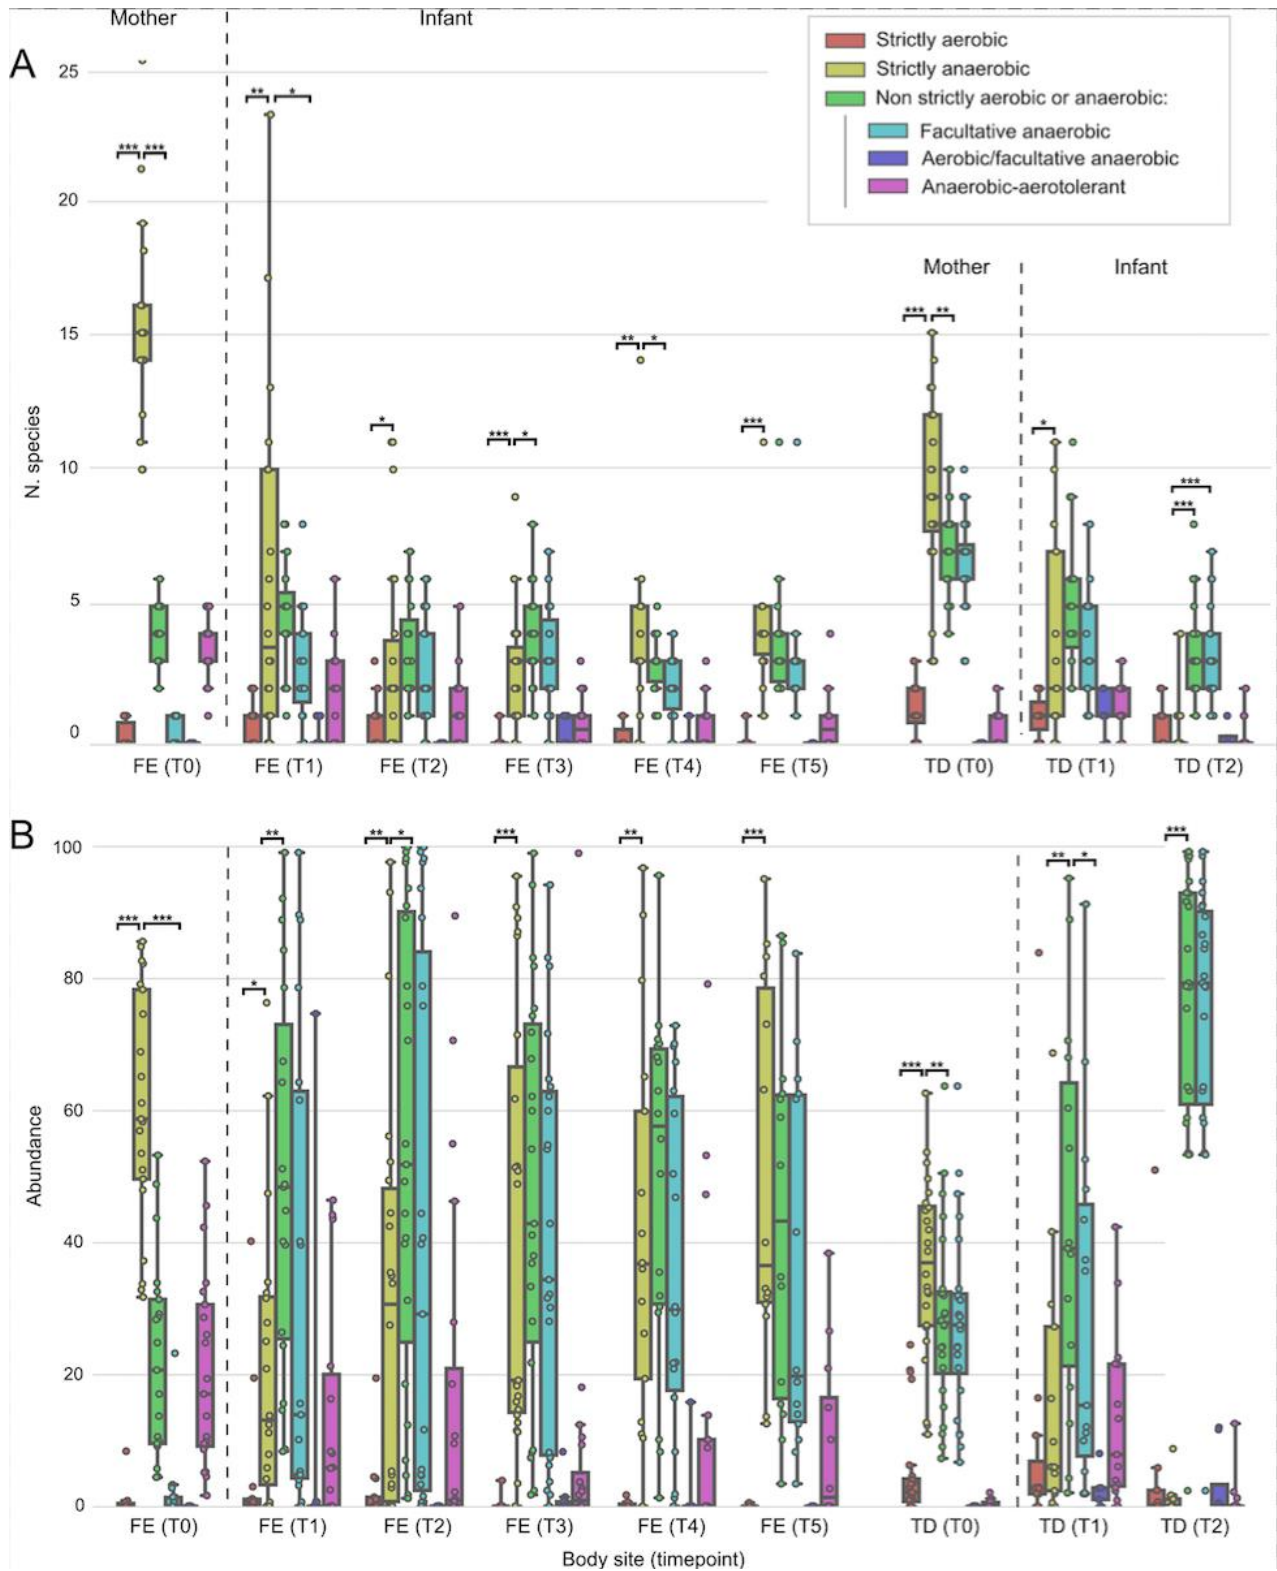 Mother Infant
A
Strictly aerobic
Strictly anaerobic
Non strictly aerobic or anaerobic:
Facultative anaerobic
Aerobic/facultative anaerobic
Anaerobic-aerotolerant
25
** *
*** ***
20
Mother Infant
*** **
15
** *
* *** * *** *
N. species
10
***
***
5
0
FE (T0) FE (T1) FE (T2) FE (T3) FE (T4) FE (T5) TD (T0) TD (T1) TD (T2)
B
100
** ** * *** ** *** ***
** *
*** ***
80
*
60
*** **
Abundance
40
20
0
FE (T0) FE (T1) FE (T2) FE (T3) FE (T4) FE (T5) TD (T0) TD (T1) TD (T2)
Body site (timepoint)